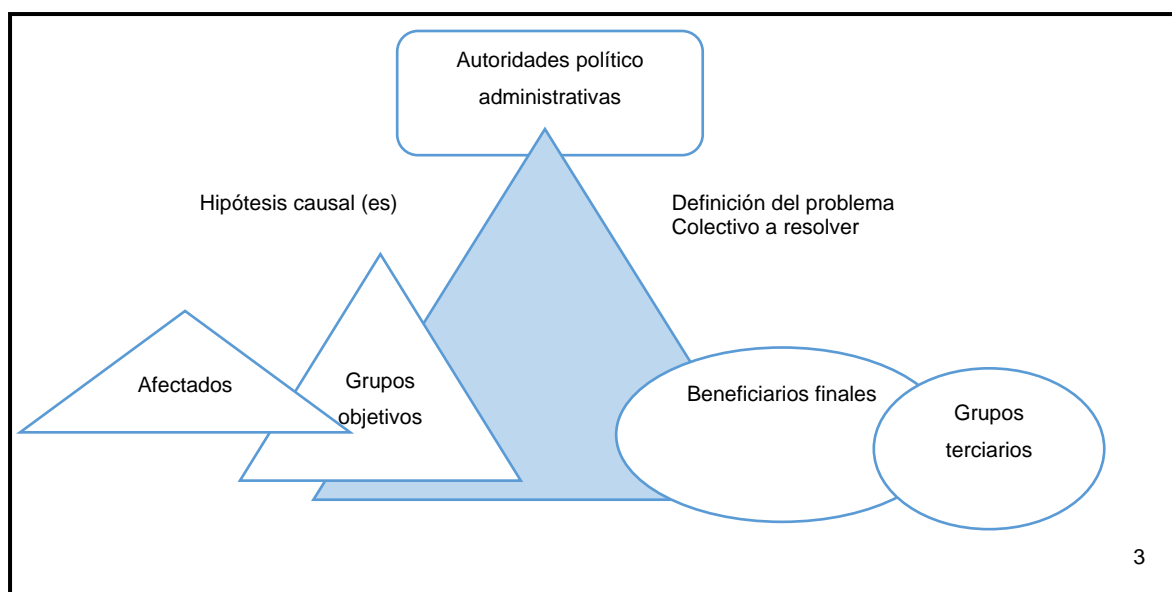 Autoridades político
administrativas
Hipótesis causal (es)
Definición del problema
Colectivo a resolver
Afectados
Grupos
objetivos
Beneficiarios finales
Grupos
terciarios
3